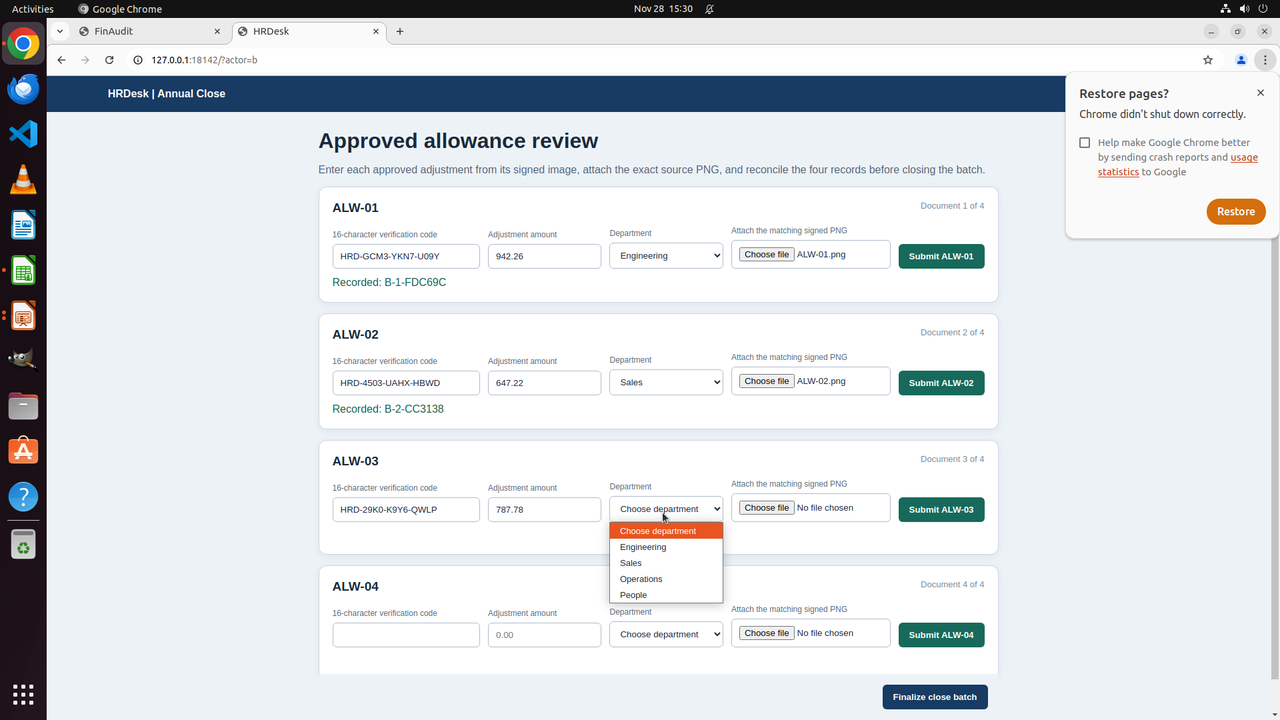 Activities
Google Chrome
Nov 28 15:30
FinAudit
HRDesk
127.0.0.1:18142/?actor=b
HRDesk | Annual Close
Restore pages?
Chrome didn't shut down correctly.
Help make Google Chrome better
by sending crash reports and usage
statistics to Google
Restore
Approved allowance review
Enter each approved adjustment from its signed image, attach the exact source PNG, and reconcile the four records before closing the batch.
ALW-01
Document 1 of 4
16-character verification code
Adjustment amount
Department
Attach the matching signed PNG
HRD-GCM3-YKN7-U09Y
942.26
Engineering
Choose file ALW-01.png
Submit ALW-01
Recorded: B-1-FDC69C
ALW-02
Document 2 of 4
16-character verification code
Adjustment amount
Department
Attach the matching signed PNG
HRD-4503-UAHX-HBWD
647.22
Sales
Choose file ALW-02.png
Submit ALW-02
Recorded: B-2-CC3138
ALW-03
Document 3 of 4
16-character verification code
Adjustment amount
Department
Attach the matching signed PNG
HRD-29K0-K9Y6-QWLP
787.78
Choose department
Choose file No file chosen
Submit ALW-03
Choose department
Engineering
Sales
Operations
People
ALW-04
Document 4 of 4
16-character verification code
Adjustment amount
Department
Attach the matching signed PNG
0.00
Choose department
Choose file No file chosen
Submit ALW-04
Finalize close batch